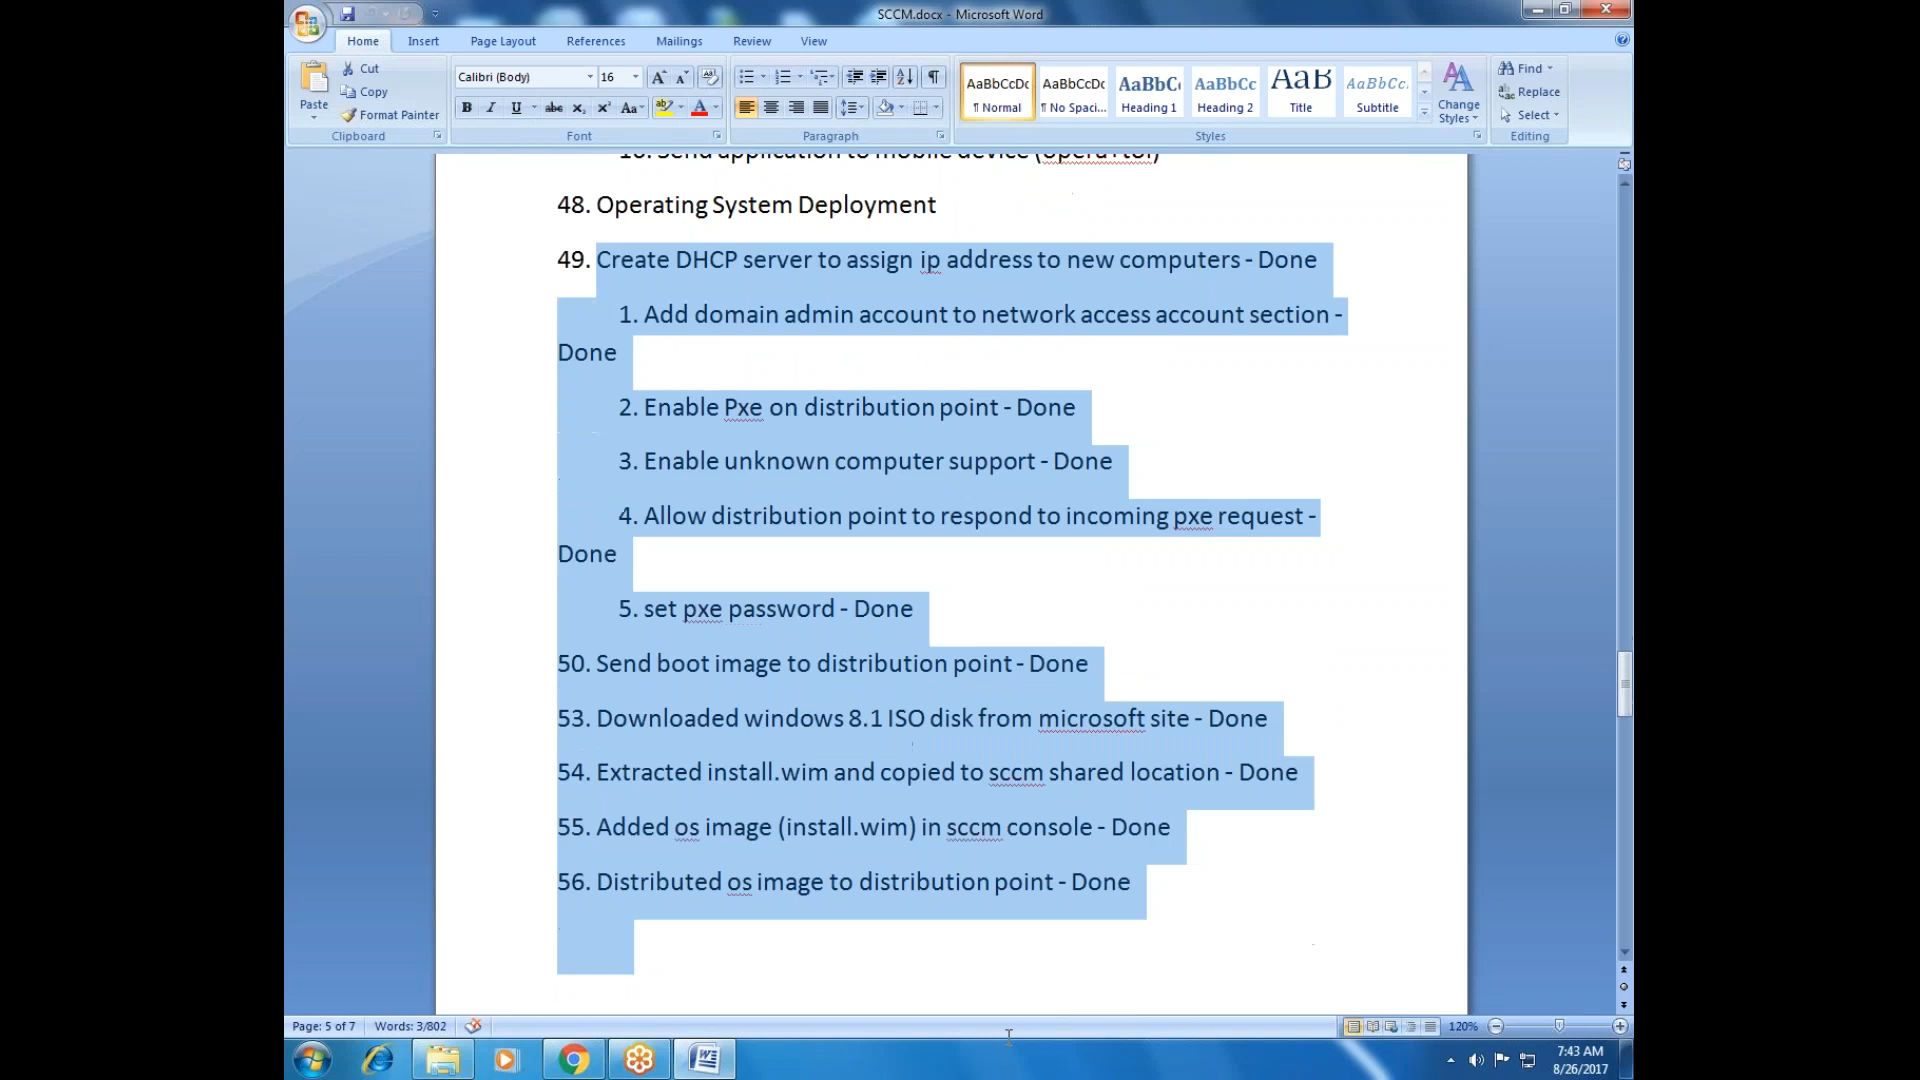 SCCM.docx - Microsoft Word
Home Insert Page Layout References Mailings Review View
Paste
Cut
Copy
Format Painter
Clipboard
Calibri (Body) 16
Font
Paragraph
AaBbCcDc AaBbCcDc AaBbC AaBbCc AaB AaBbCc.
¶ Normal ¶ No Spaci... Heading 1 Heading 2 Title Subtitle
Change Styles
Styles
Find
Replace
Select
Editing
48. Operating System Deployment
49. Create DHCP server to assign ip address to new computers - Done
1. Add domain admin account to network access account section -
Done
2. Enable Pxe on distribution point - Done
3. Enable unknown computer support - Done
4. Allow distribution point to respond to incoming pxe request -
Done
5. set pxe password - Done
50. Send boot image to distribution point - Done
53. Downloaded windows 8.1 ISO disk from microsoft site - Done
54. Extracted install.wim and copied to sccm shared location - Done
55. Added os image (install.wim) in sccm console - Done
56. Distributed os image to distribution point - Done
Page: 5 of 7 Words: 3/802 120%
7:43 AM
8/26/2017